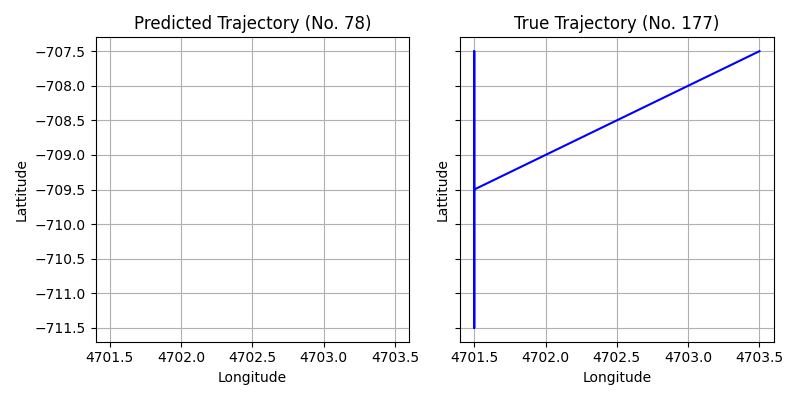 Predicted Trajectory (No. 78)
−707.5
−708.0
−708.5
−709.0
−709.5
−710.0
−710.5
−711.0
−711.5
Lattitude
4701.5 4702.0 4702.5 4703.0 4703.5
Longitude
True Trajectory (No. 177)
Lattitude
4701.5 4702.0 4702.5 4703.0 4703.5
Longitude